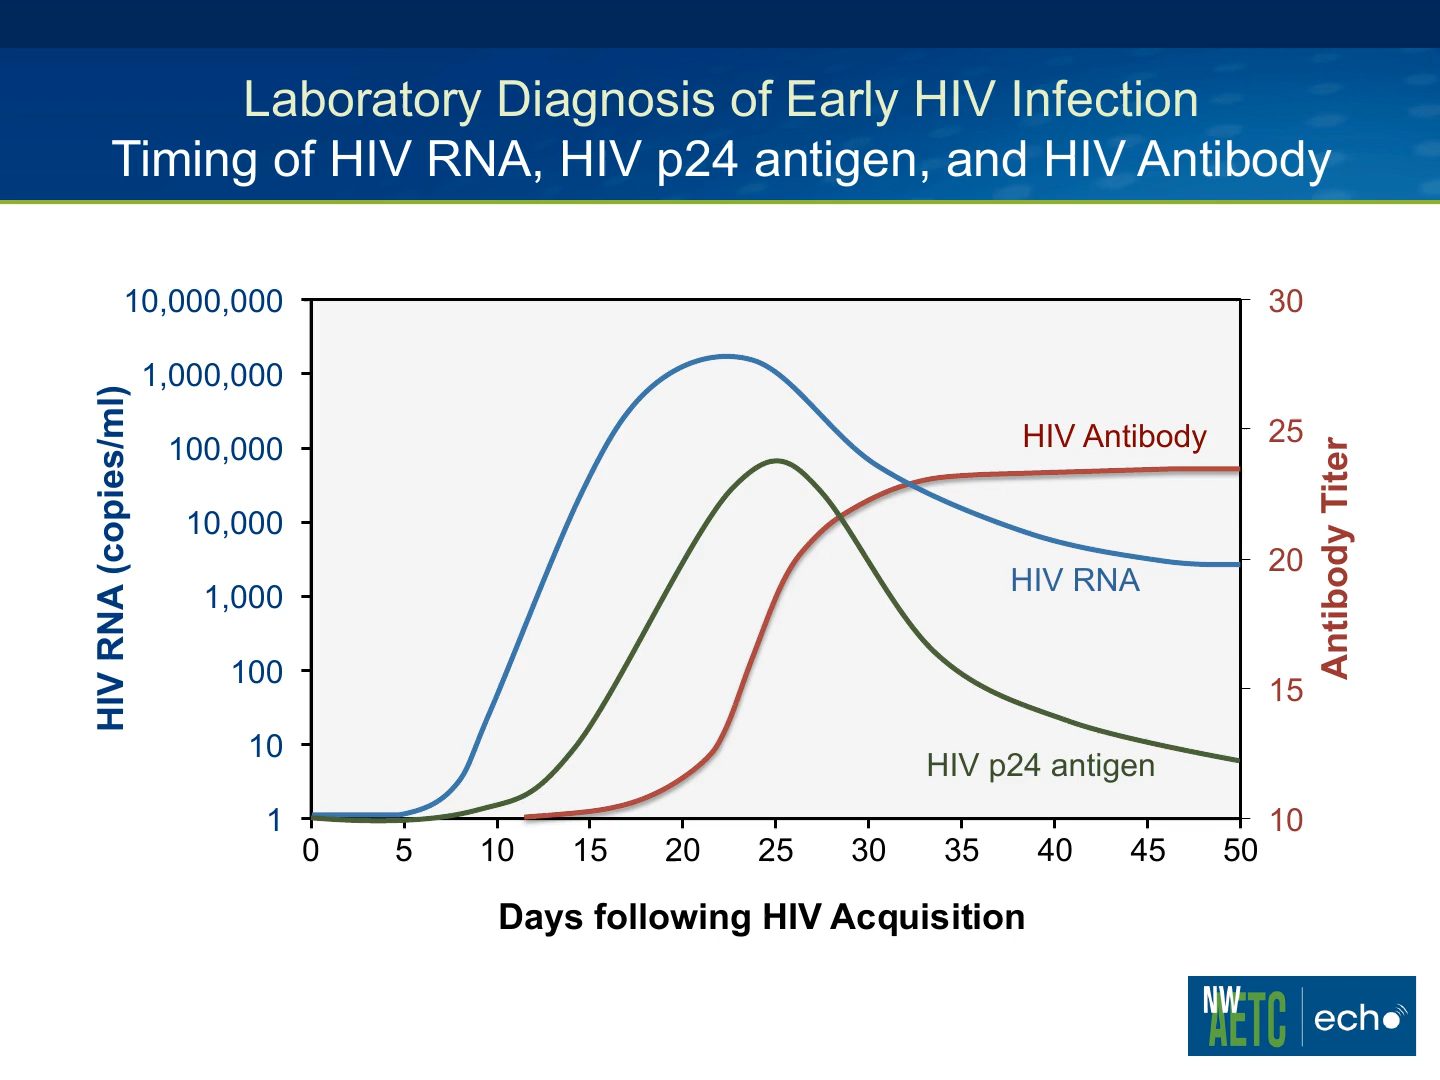 Laboratory Diagnosis of Early HIV Infection
Timing of HIV RNA, HIV p24 antigen, and HIV Antibody
HIV RNA (copies/ml)
10,000,000
1,000,000
100,000
10,000
1,000
100
10
1
HIV Antibody
HIV RNA
HIV p24 antigen
30
25
20
15
10
Antibody Titer
0 5 10 15 20 25 30 35 40 45 50
Days following HIV Acquisition
NW
AETC
echo